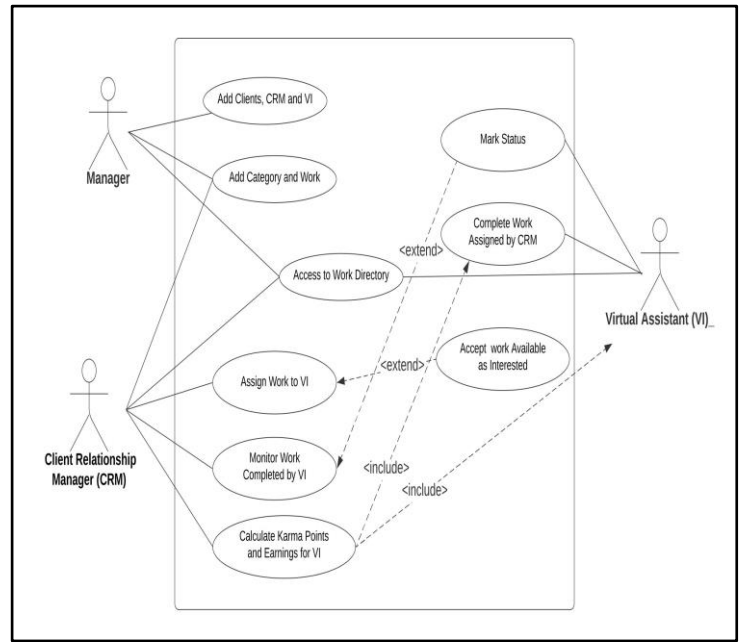 Add Clients, CRM and VI
Manager
Add Category and Work
Mark Status
Complete Work
Assigned by CRM
<extend>
Access to Work Directory
Virtual Assistant (VI)_
Accept work Available
as Interested
<extend>
Assign Work to VI
Client Relationship
Manager (CRM)
Monitor Work
Completed by VI
<include>
<include>
Calculate Karma Points
and Earnings for VI